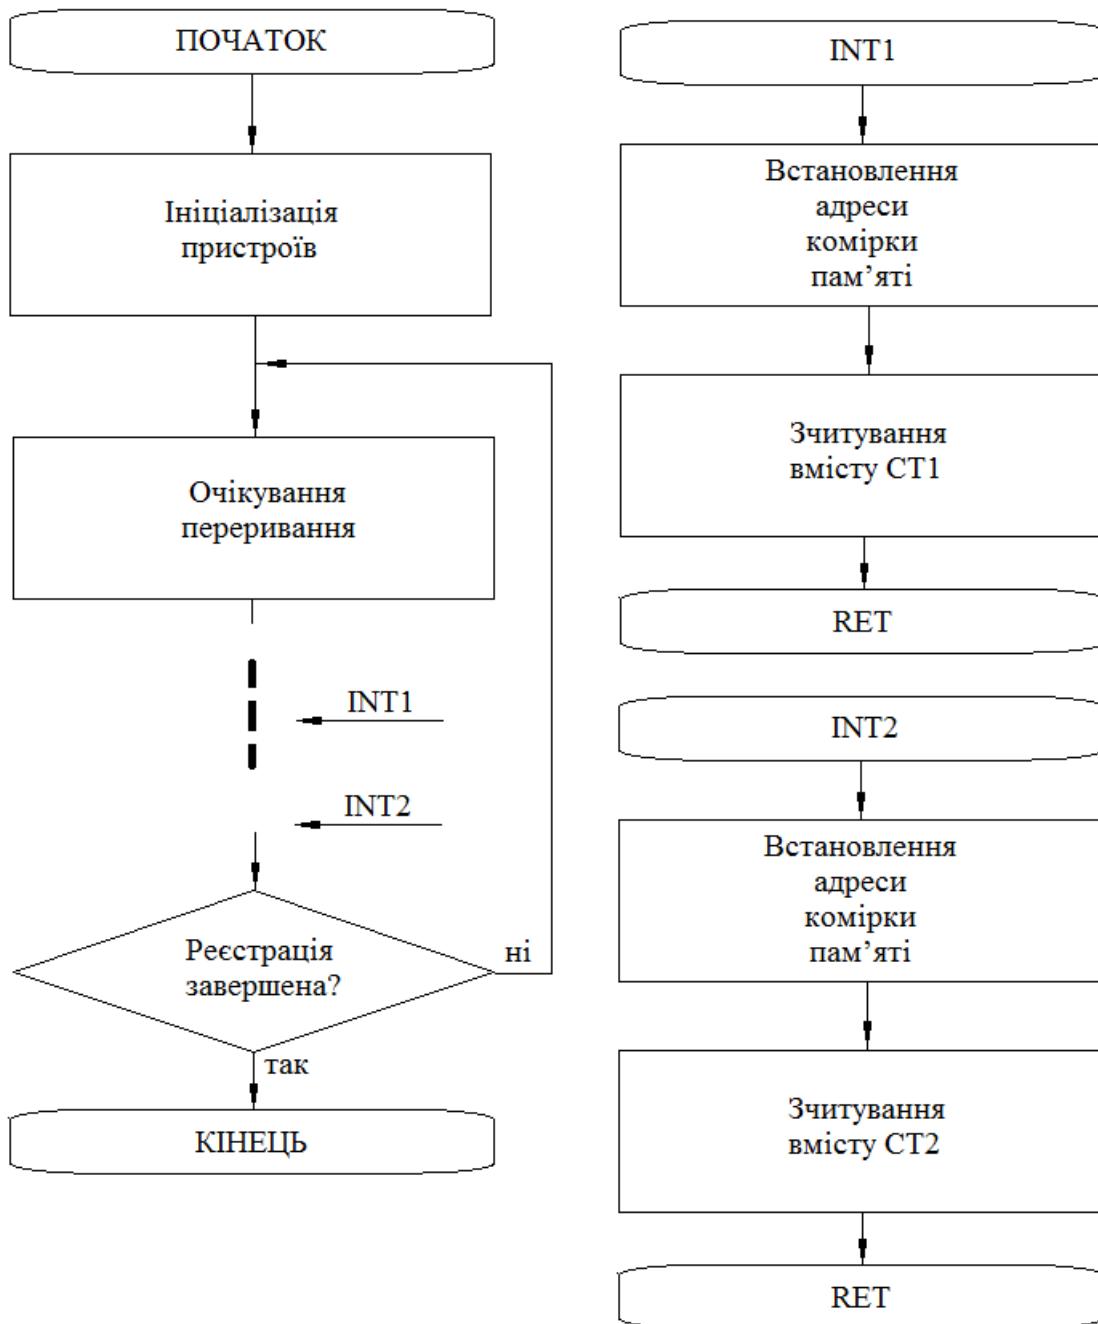 ПОЧАТОК
Ініціалізація
пристроїв
Очікування
переривання
INT1
INT2
Реєстрація
завершена?
ні
так
КІНЕЦЬ
INT1
Встановлення
адреси
комірки
пам’яті
Зчитування
вмісту СТ1
RET
INT2
Встановлення
адреси
комірки
пам’яті
Зчитування
вмісту СТ2
RET